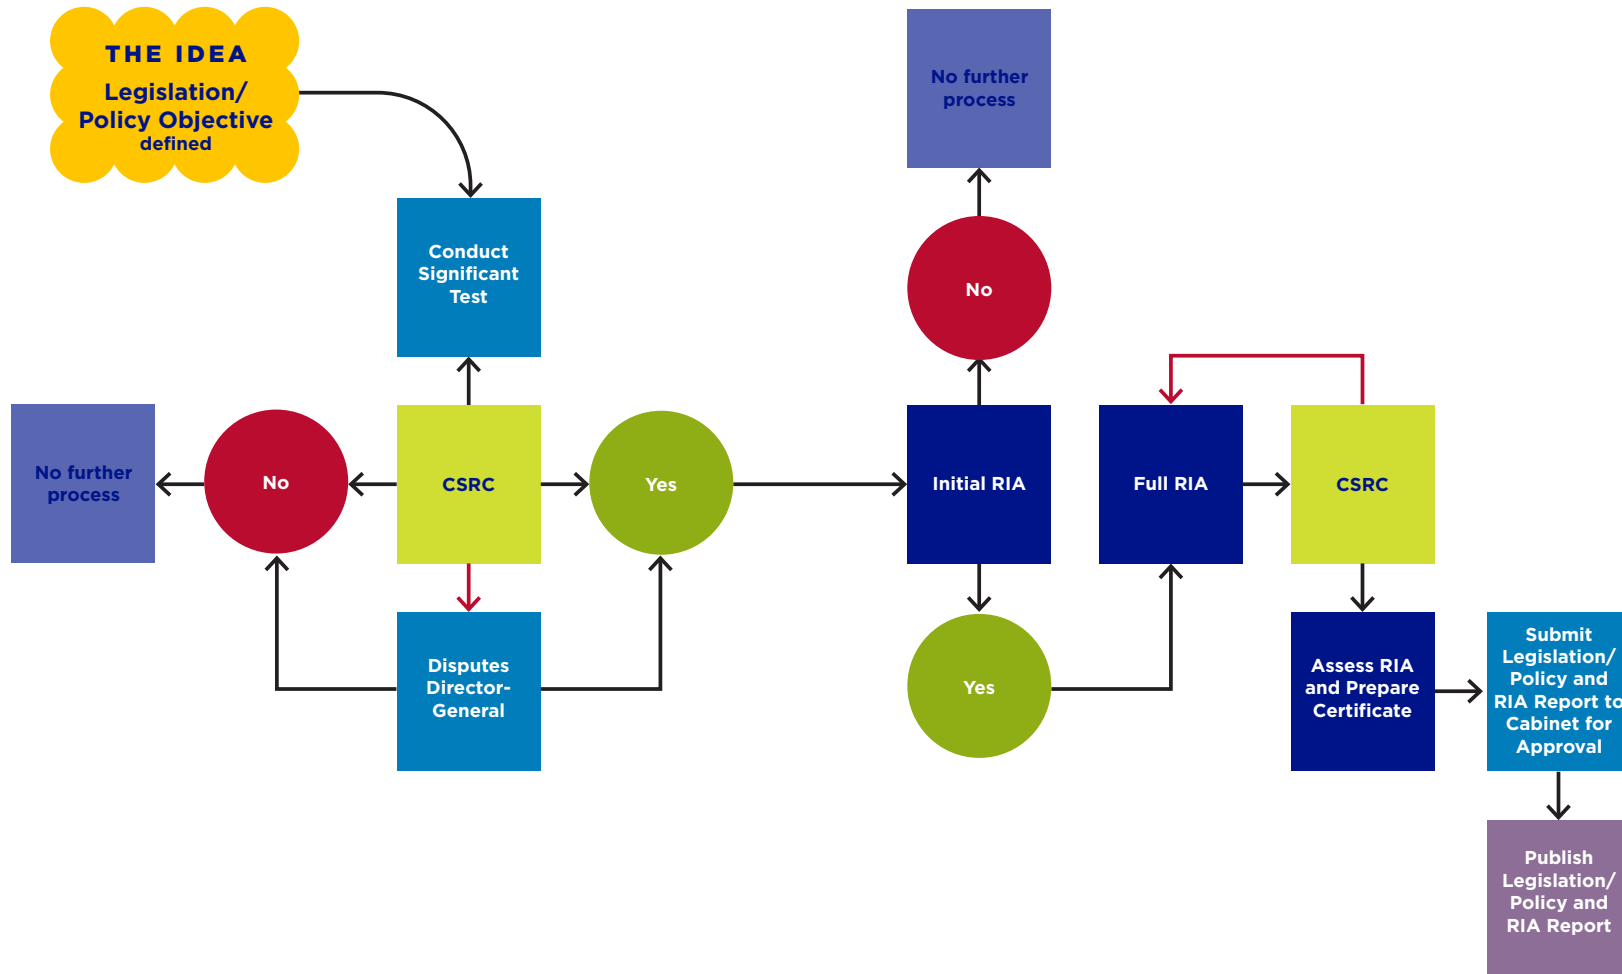 THE IDEA
Legislation/
Policy Objective
defined
No further
process
Conduct
Significant
Test
No
No further
process
No
CSRC
Yes
Initial RIA
Full RIA
CSRC
Disputes
Director-
General
Yes
Assess RIA
and Prepare
Certificate
Submit
Legislation/
Policy and
RIA Report to
Cabinet for
Approval
Publish
Legislation/
Policy and
RIA Report